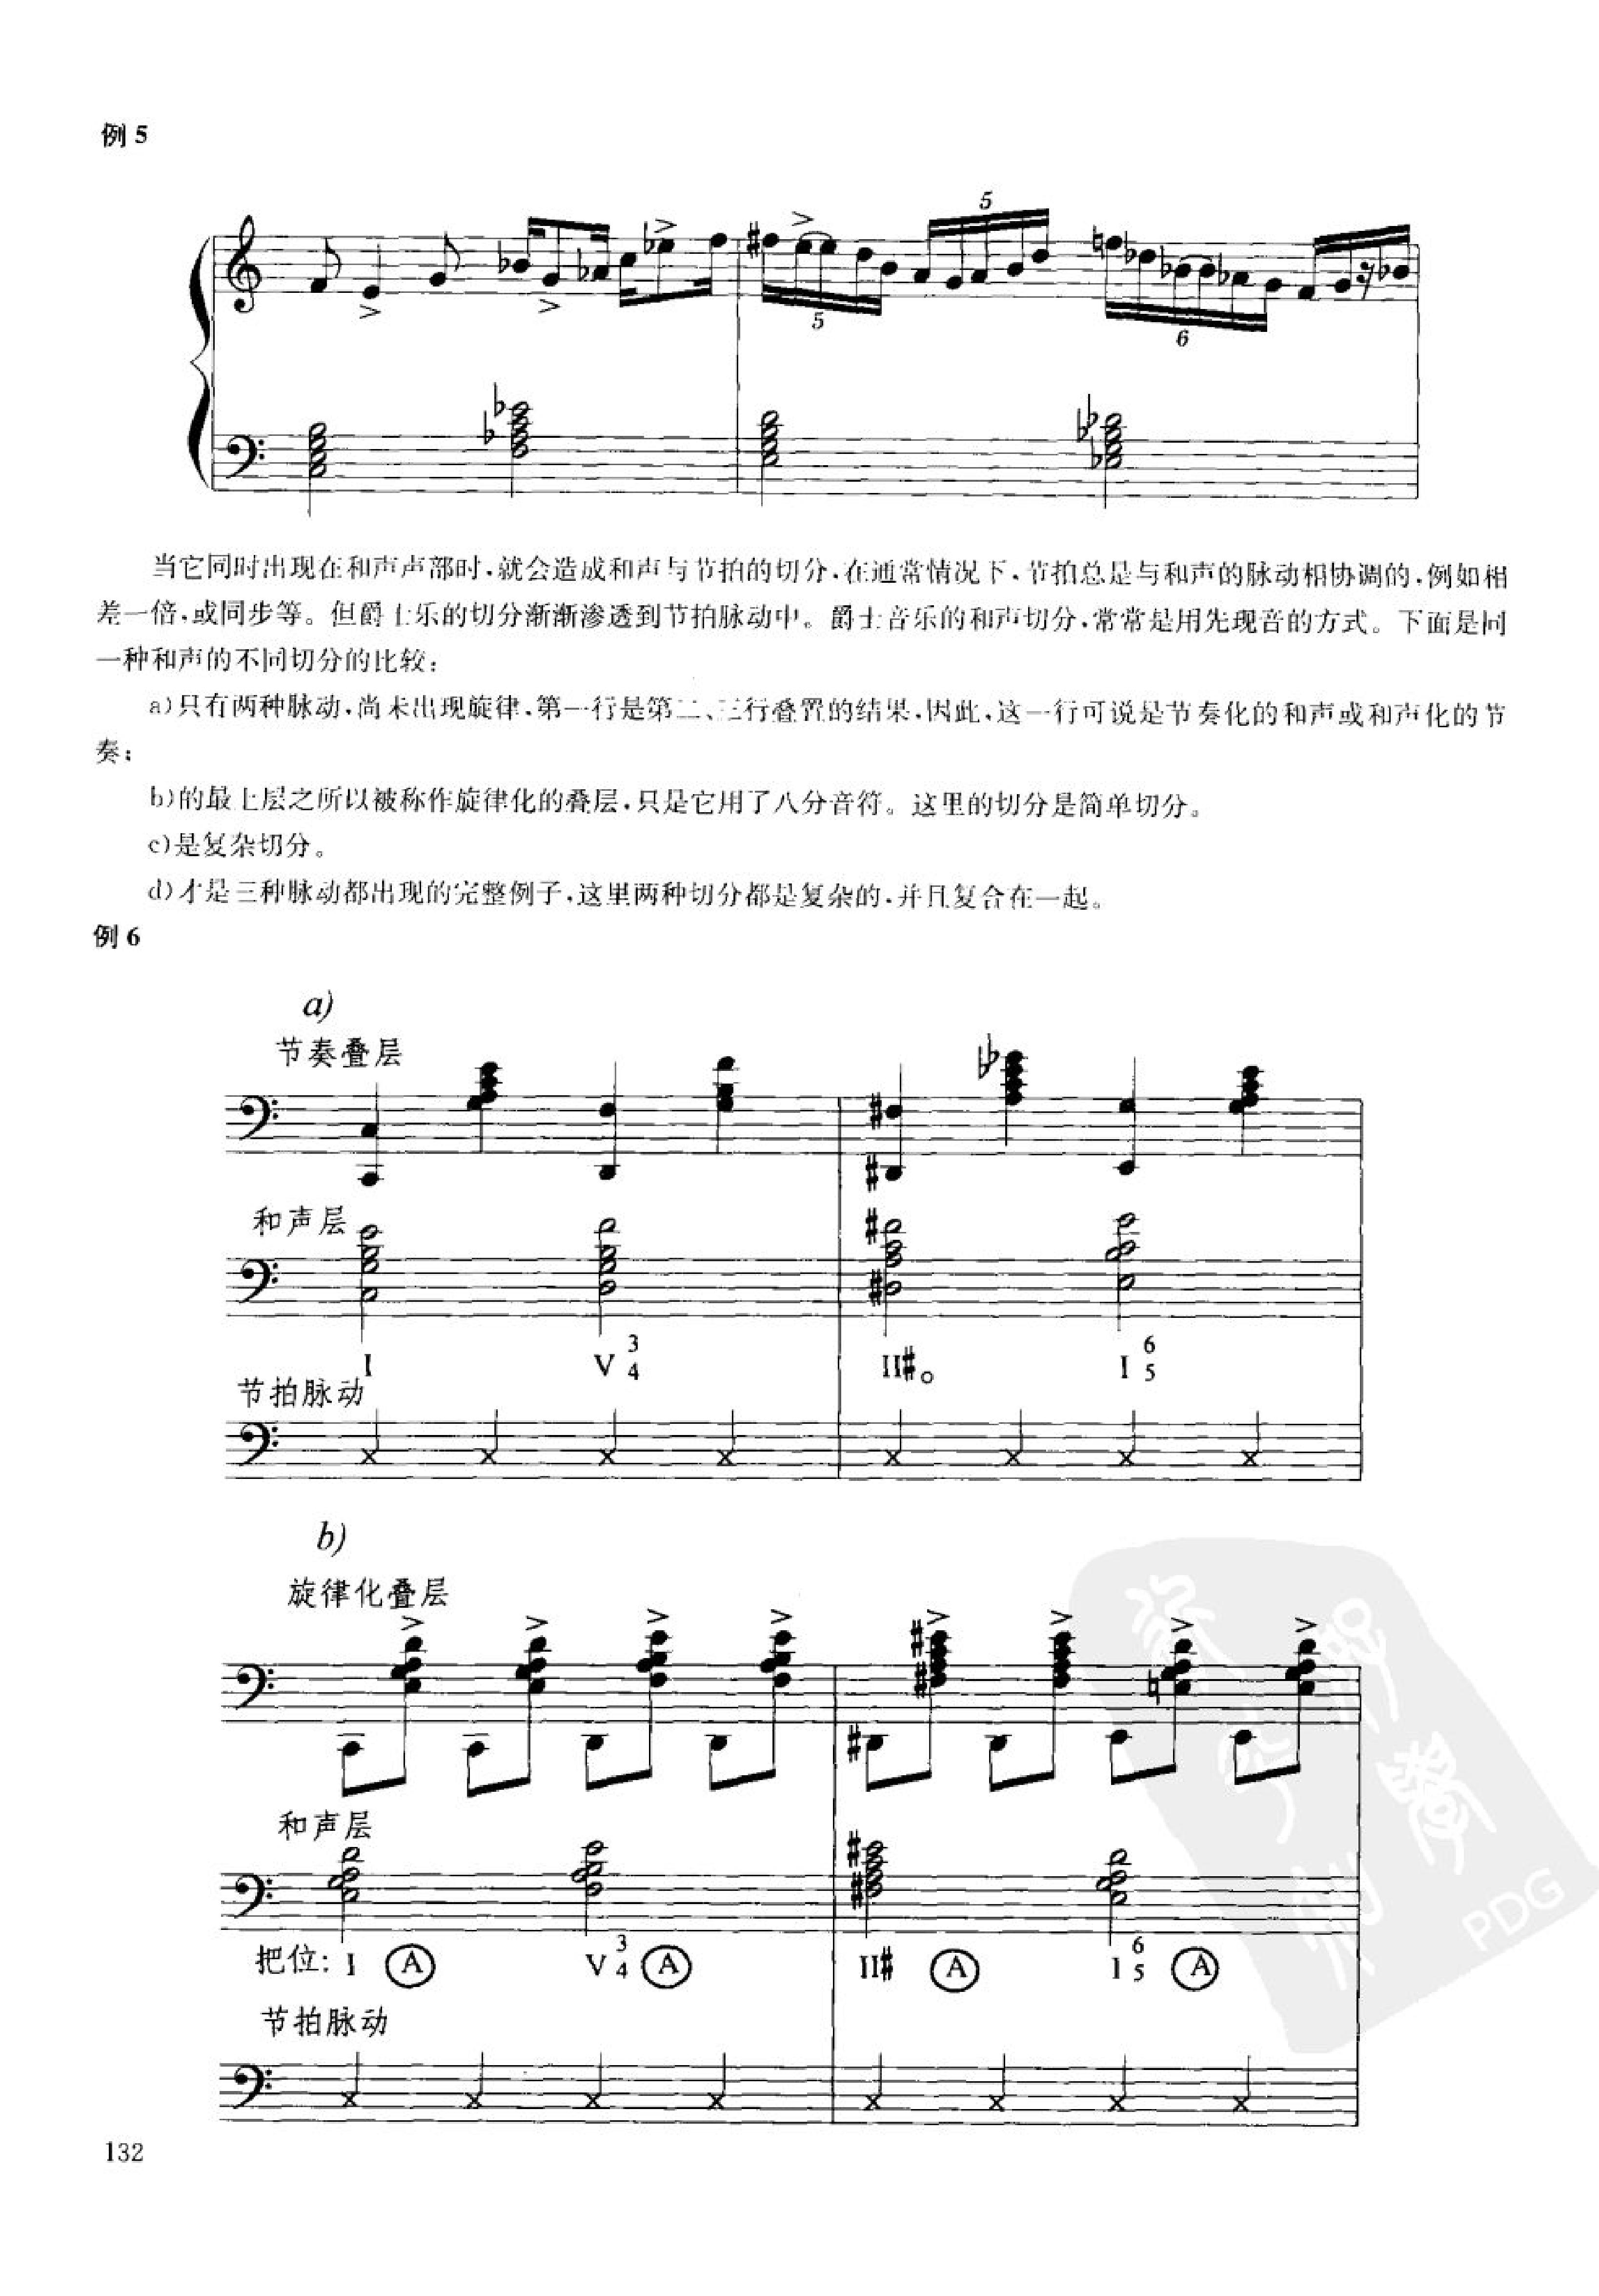 例 5
5
5
6
当它同时出现在和声声部时,就会造成和声与节拍的切分,在通常情况下,节拍总是与和声的脉动相协调的,例如相
差一倍,或同步等。但爵士乐的切分渐渐渗透到节拍脉动中。爵士音乐的和声切分,常常是用先现音的方式。下面是同
一种和声的不同切分的比较:
a)只有两种脉动,尚未出现旋律,第一行是第二、三行叠置的结果,因此,这一行可说是节奏化的和声或和声化的节
奏;
b)的最上层之所以被称作旋律化的叠层,只是它用了八分音符。这里的切分是简单切分。
c)是复杂切分。
d)才是三种脉动都出现的完整例子,这里两种切分都是复杂的,并且复合在一起。
例 6
a)
节奏叠层
和声层
I V 3 4 II#o I 6 5
节拍脉动
b)
旋律化叠层
和声层
把位: I A V 3 4 A II# A I 6 5 A
节拍脉动
132
PDG